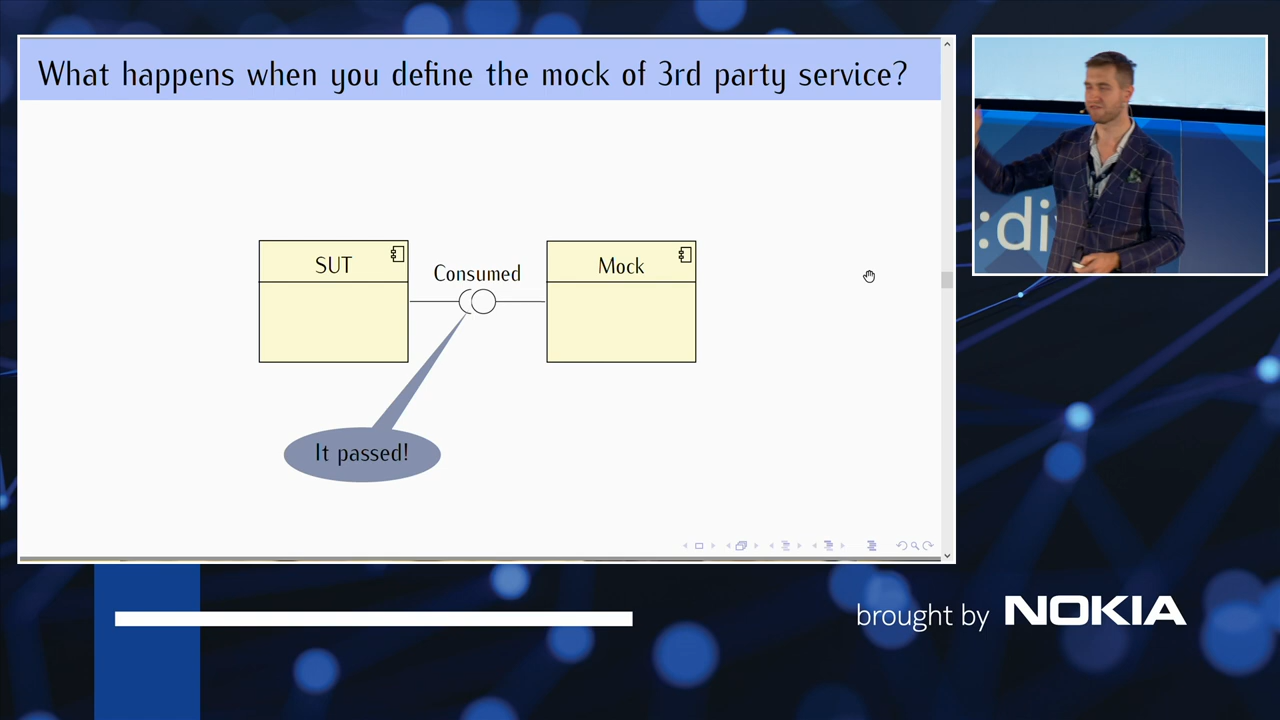 What happens when you define the mock of 3rd party service?
SUT
Consumed
Mock
It passed!
:di
brought by NOKIA